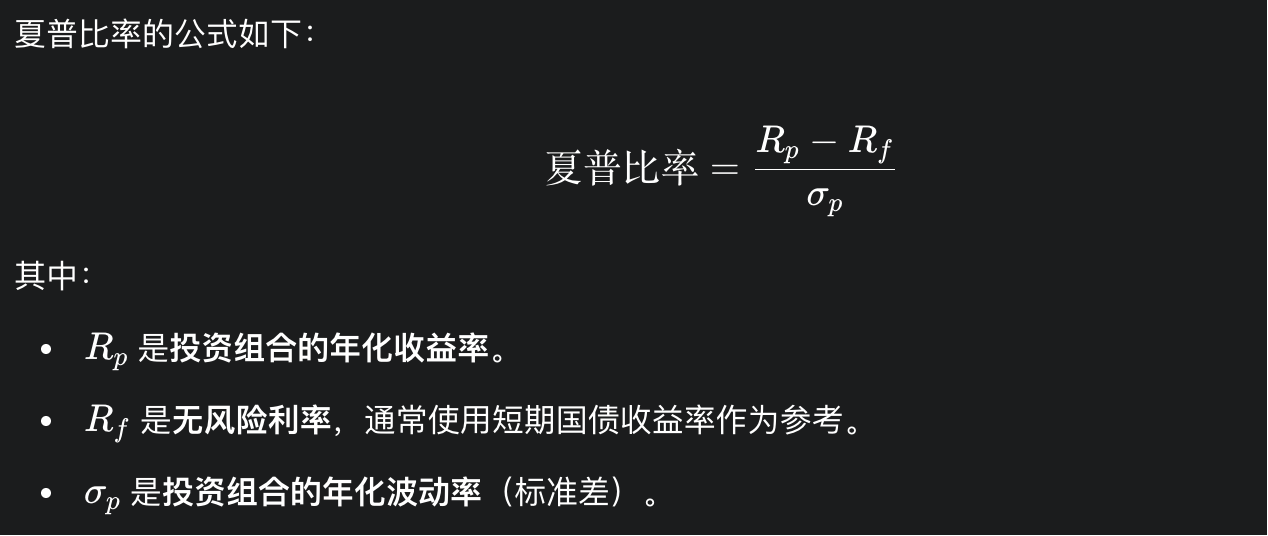 夏普比率的公式如下：
夏普比率 = \frac{R_p - R_f}{\sigma_p}
其中：
• R_p 是投资组合的年化收益率。
• R_f 是无风险利率，通常使用短期国债收益率作为参考。
• σ_p 是投资组合的年化波动率（标准差）。